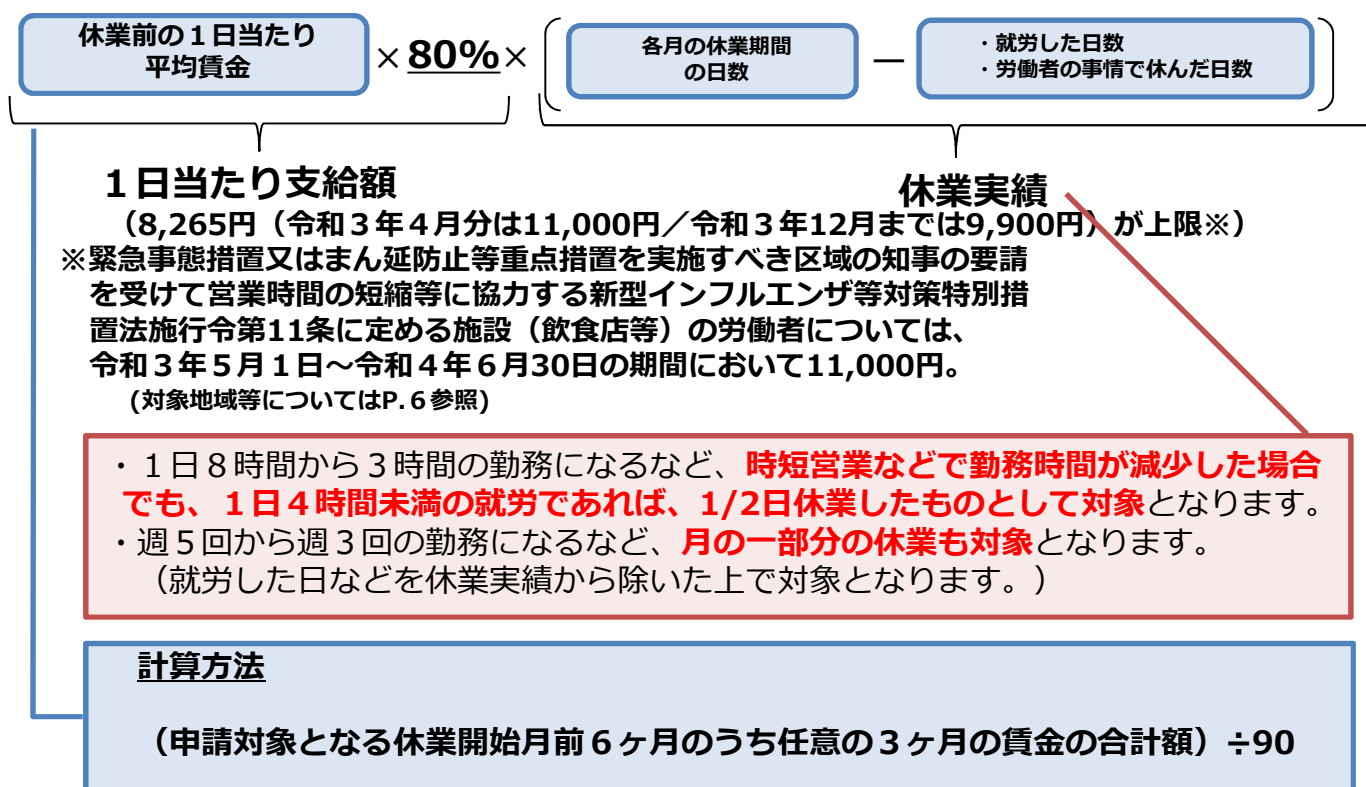 休業前の１日当たり
平均賃金
×80%×
各月の休業期間
の日数
―
・就労した日数
・労働者の事情で休んだ日数
１日当たり支給額
休業実績
（8,265円（令和３年４月分は11,000円／令和３年12月までは9,900円）が上限※）
※緊急事態措置又はまん延防止等重点措置を実施すべき区域の知事の要請
を受けて営業時間の短縮等に協力する新型インフルエンザ等対策特別措
置法施行令第11条に定める施設（飲食店等）の労働者については、
令和３年５月１日～令和４年６月30日の期間において11,000円。
(対象地域等についてはP.６参照)
・１日８時間から３時間の勤務になるなど、時短営業などで勤務時間が減少した場合
でも、１日４時間未満の就労であれば、1/2日休業したものとして対象となります。
・週５回から週３回の勤務になるなど、月の一部分の休業も対象となります。
（就労した日などを休業実績から除いた上で対象となります。）
計算方法
（申請対象となる休業開始月前６ヶ月のうち任意の３ヶ月の賃金の合計額）÷90